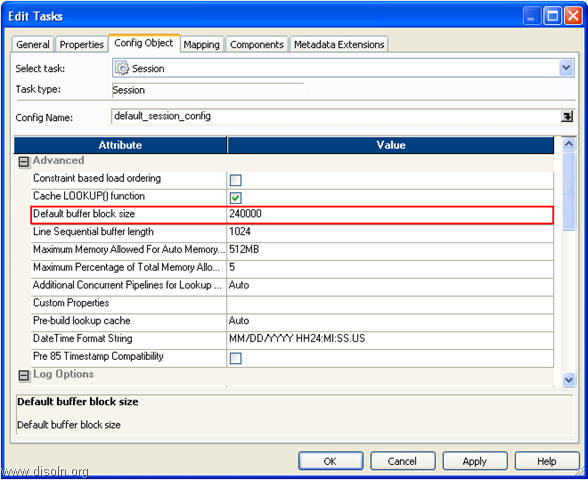 Edit Tasks
General Properties Config Object Mapping Components Metadata Extensions
Select task: Session
Task type: Session
Config Name: default_session_config
Attribute Value
Advanced
Constraint based load ordering
Cache LOOKUP() function
Default buffer block size 240000
Line Sequential buffer length 1024
Maximum Memory Allowed For Auto Memory... 512MB
Maximum Percentage of Total Memory Allo... 5
Additional Concurrent Pipelines for Lookup ... Auto
Custom Properties
Pre-build lookup cache Auto
DateTime Format String MM/DD/YYYY HH24:MI:SS.US
Pre 85 Timestamp Compatibility
Log Options
Default buffer block size
Default buffer block size
OK Cancel Apply Help
www.disoln.org